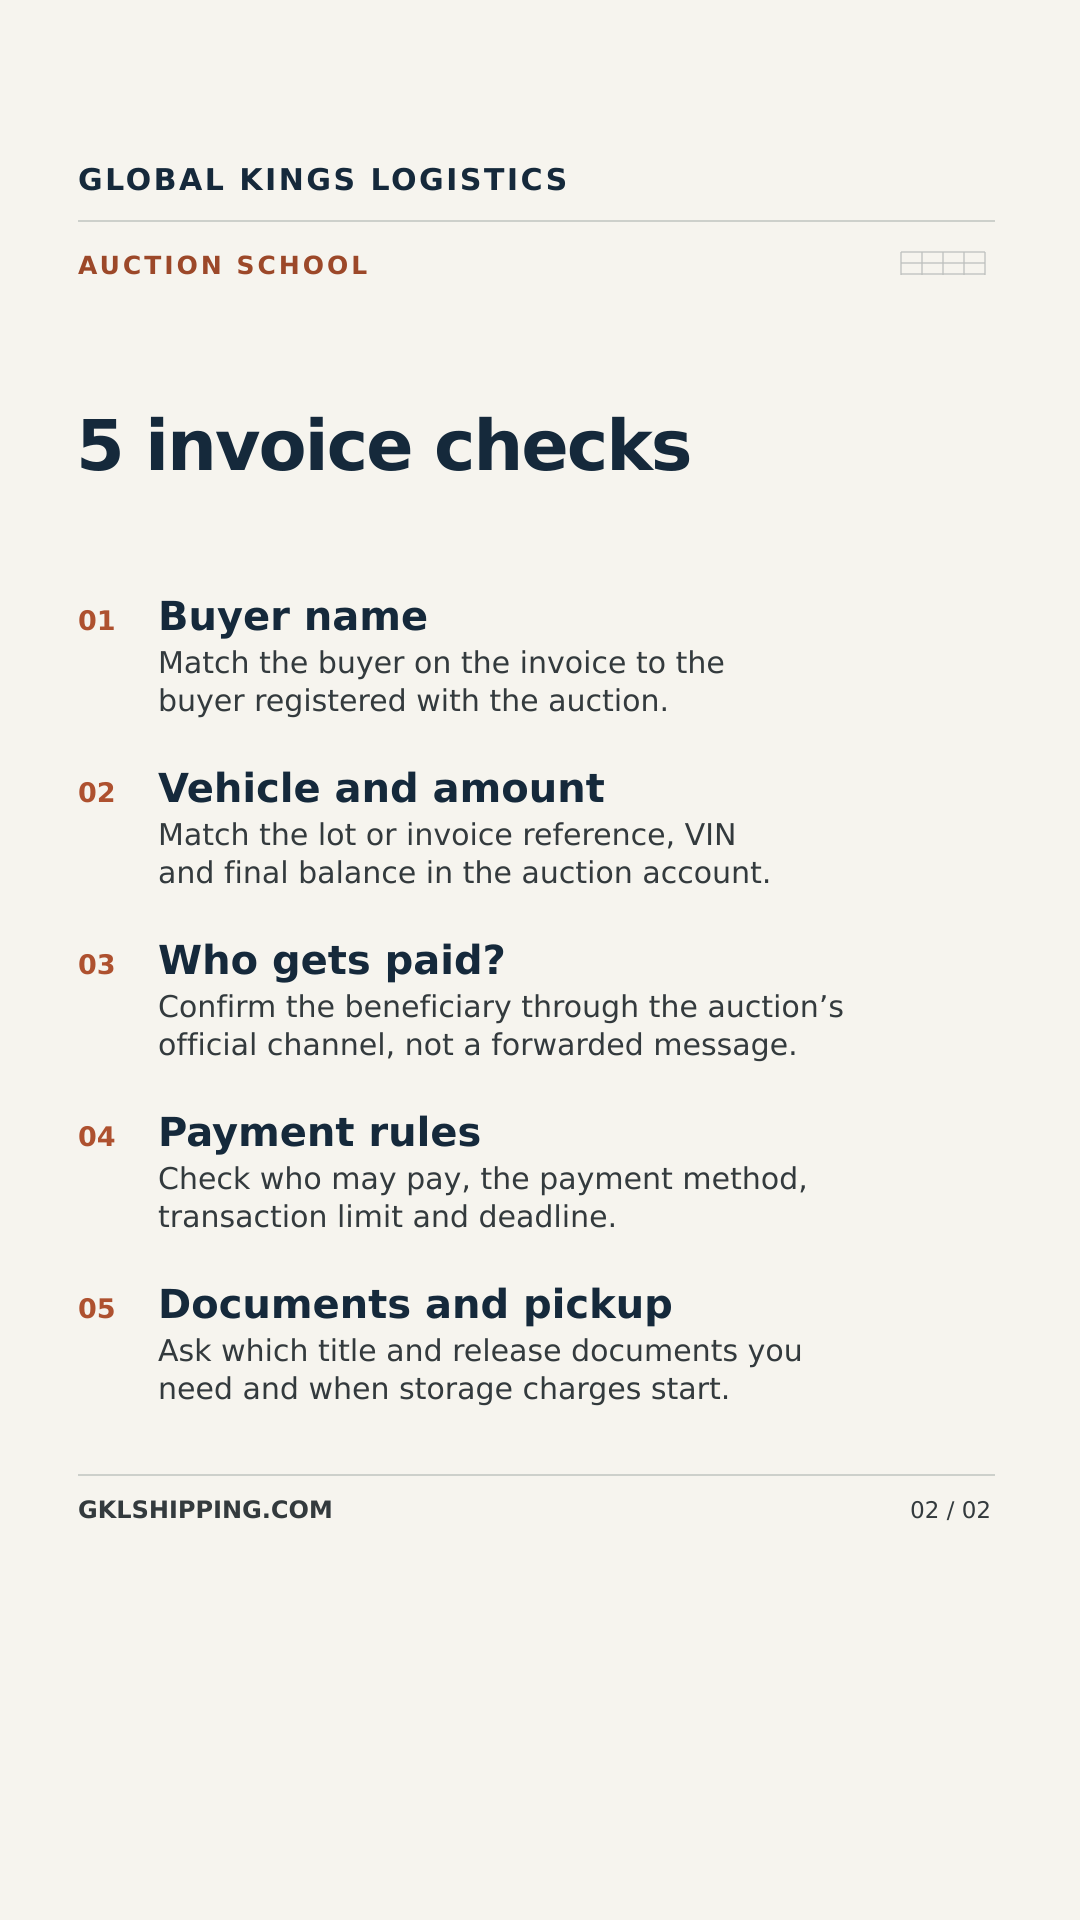 GLOBAL KINGS LOGISTICS
AUCTION SCHOOL
5 invoice checks
01 Buyer name
Match the buyer on the invoice to the
buyer registered with the auction.
02 Vehicle and amount
Match the lot or invoice reference, VIN
and final balance in the auction account.
03 Who gets paid?
Confirm the beneficiary through the auction’s
official channel, not a forwarded message.
04 Payment rules
Check who may pay, the payment method,
transaction limit and deadline.
05 Documents and pickup
Ask which title and release documents you
need and when storage charges start.
GKLSHIPPING.COM 02 / 02